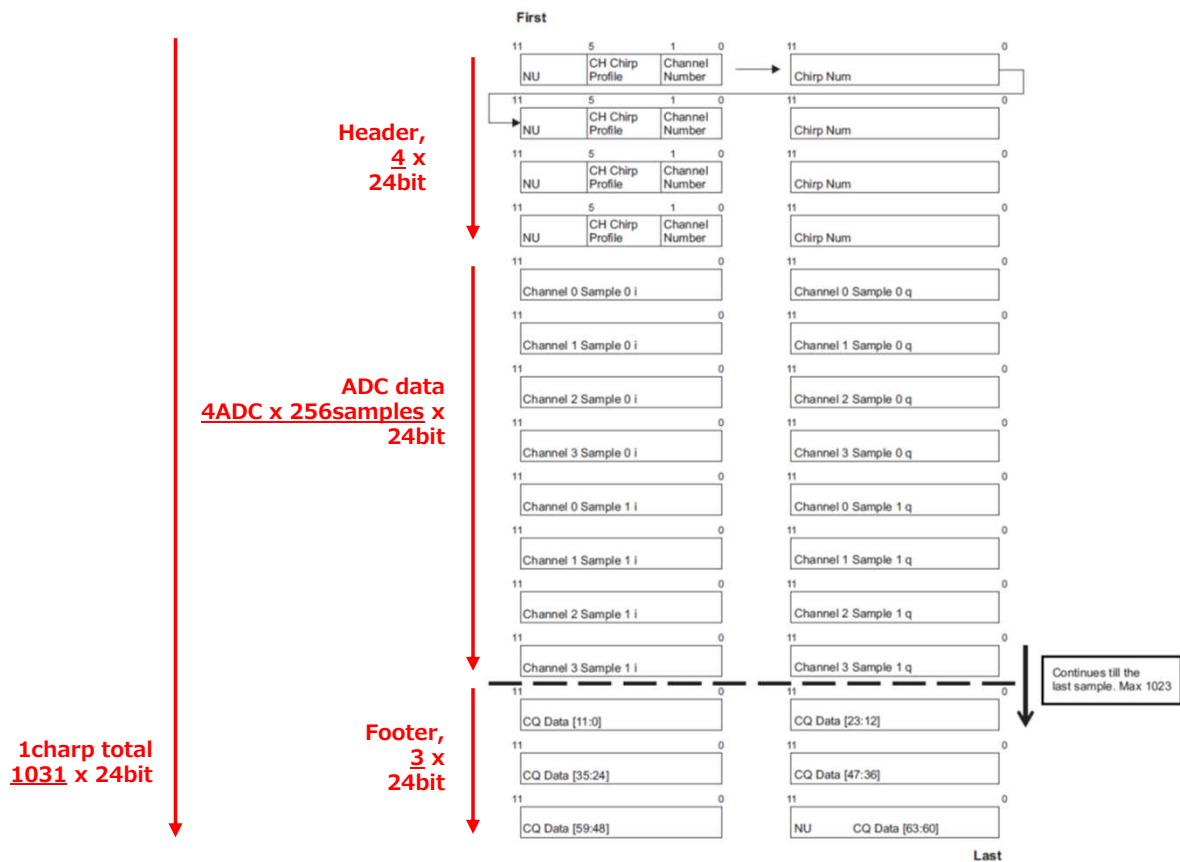 First
11 5 1 0 11 0
NU CH Chirp Profile Channel Number Chirp Num
11 5 1 0 11 0
NU CH Chirp Profile Channel Number Chirp Num
11 5 1 0 11 0
NU CH Chirp Profile Channel Number Chirp Num
11 5 1 0 11 0
NU CH Chirp Profile Channel Number Chirp Num
Header,
4 x
24bit
11 0 11 0
Channel 0 Sample 0 i Channel 0 Sample 0 q
11 0 11 0
Channel 1 Sample 0 i Channel 1 Sample 0 q
11 0 11 0
Channel 2 Sample 0 i Channel 2 Sample 0 q
11 0 11 0
Channel 3 Sample 0 i Channel 3 Sample 0 q
11 0 11 0
Channel 0 Sample 1 i Channel 0 Sample 1 q
11 0 11 0
Channel 1 Sample 1 i Channel 1 Sample 1 q
11 0 11 0
Channel 2 Sample 1 i Channel 2 Sample 1 q
11 0 11 0
Channel 3 Sample 1 i Channel 3 Sample 1 q
ADC data
4ADC x 256samples x
24bit
Continues till the
last sample. Max 1023
11 0 11 0
CQ Data [11:0] CQ Data [23:12]
11 0 11 0
CQ Data [35:24] CQ Data [47:36]
11 0 11 0
CQ Data [59:48] NU CQ Data [63:60]
Footer,
3 x
24bit
1charp total
1031 x 24bit
Last